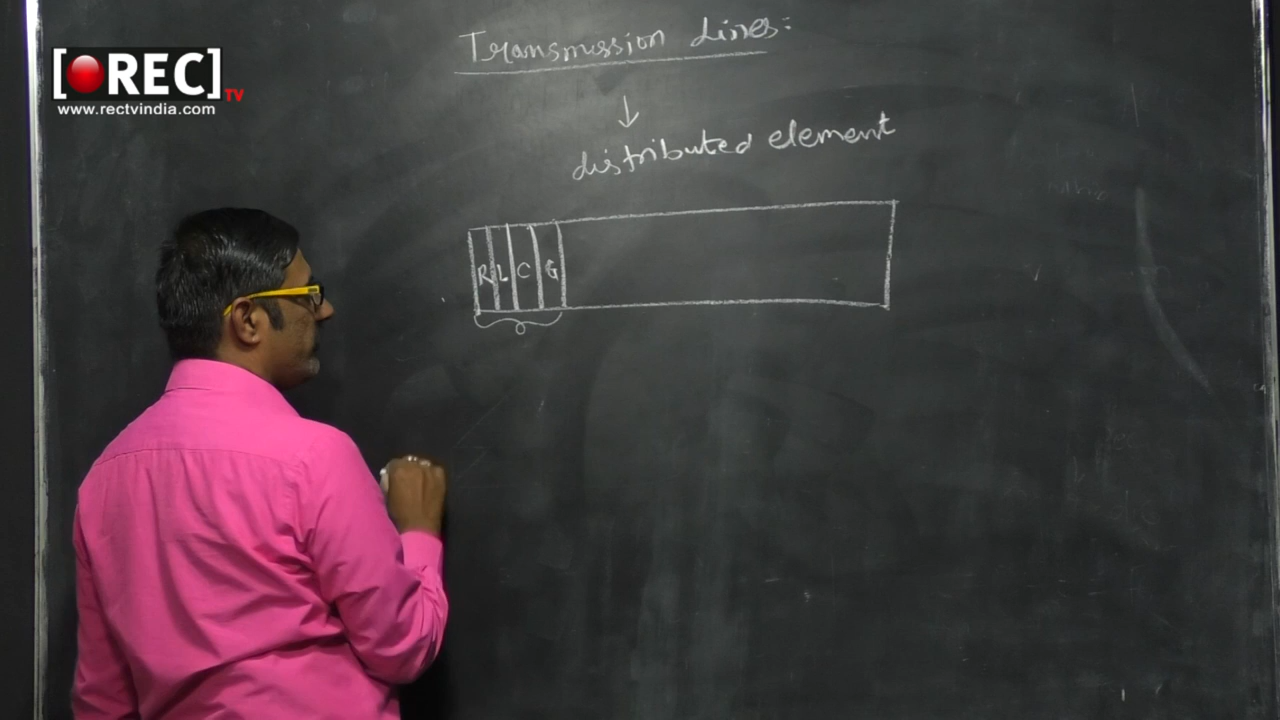 [REC] TV
www.rectvindia.com
Transmission Lines:
↓
distributed element
R L C G